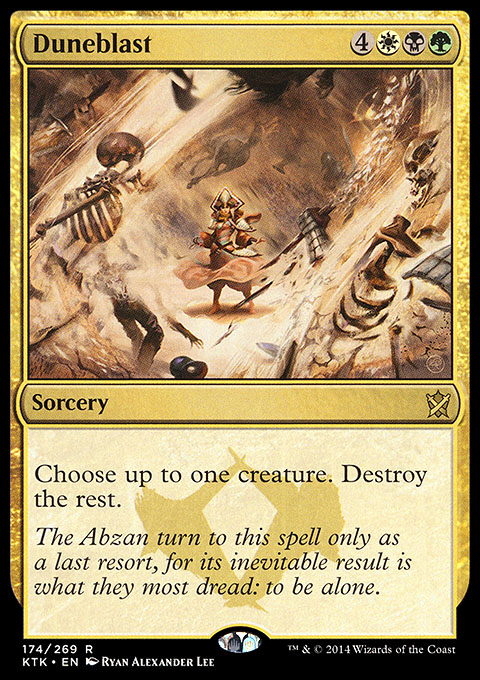 Duneblast 4
Sorcery
Choose up to one creature. Destroy
the rest.
The Abzan turn to this spell only as
a last resort, for its inevitable result is
what they most dread: to be alone.
174/269 R
KTK • EN Ryan Alexander Lee
™ & © 2014 Wizards of the Coast